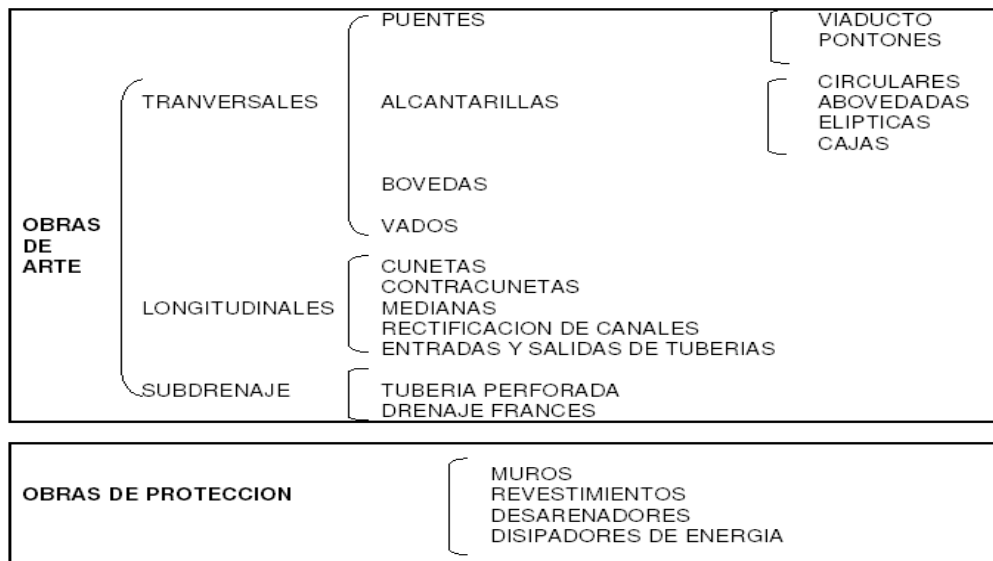 PUENTES
VIADUCTO
PONTONES
TRANVERSALES
ALCANTARILLAS
CIRCULARES
ABOVEDADAS
ELIPTICAS
CAJAS
BOVEDAS
VADOS
OBRAS
DE
ARTE
LONGITUDINALES
CUNETAS
CONTRACUNETAS
MEDIANAS
RECTIFICACION DE CANALES
ENTRADAS Y SALIDAS DE TUBERIAS
SUBDRENAJE
TUBERIA PERFORADA
DRENAJE FRANCES
OBRAS DE PROTECCION
MUROS
REVESTIMIENTOS
DESARENADORES
DISIPADORES DE ENERGIA